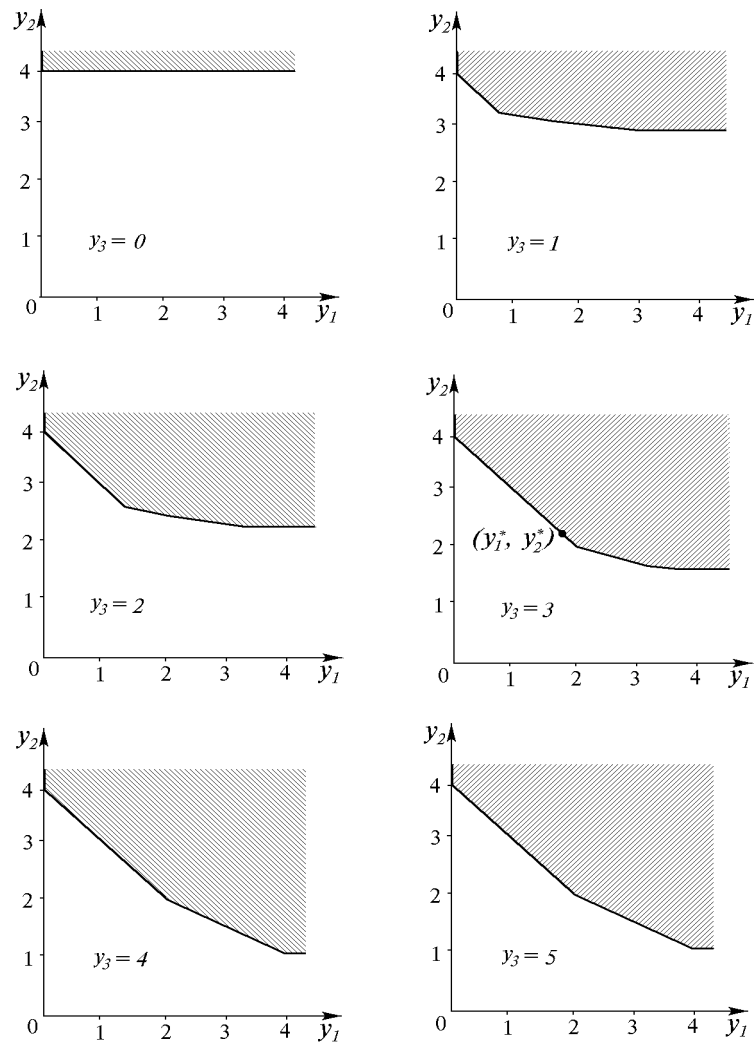 y₂
4
3
2
1
0
y₃ = 0
1 2 3 4 y₁
y₂
4
3
2
1
0
y₃ = 1
1 2 3 4 y₁
y₂
4
3
2
1
0
y₃ = 2
1 2 3 4 y₁
y₂
4
3
2
1
0
(y₁*, y₂*)
y₃ = 3
1 2 3 4 y₁
y₂
4
3
2
1
0
y₃ = 4
1 2 3 4 y₁
y₂
4
3
2
1
0
y₃ = 5
1 2 3 4 y₁